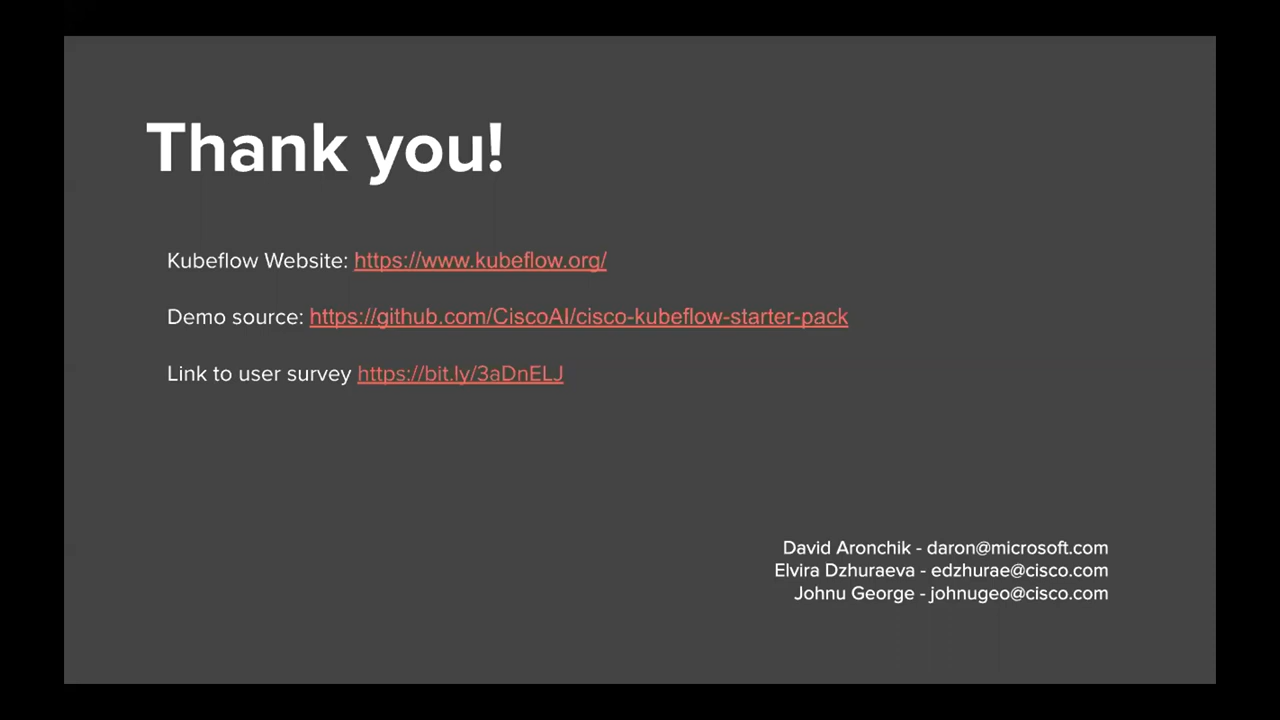 Thank you!
Kubeflow Website: https://www.kubeflow.org/
Demo source: https://github.com/CiscoAI/cisco-kubeflow-starter-pack
Link to user survey https://bit.ly/3aDnELJ
David Aronchik - daron@microsoft.com
Elvira Dzhuraeva - edzhurae@cisco.com
Johnu George - johnugeo@cisco.com